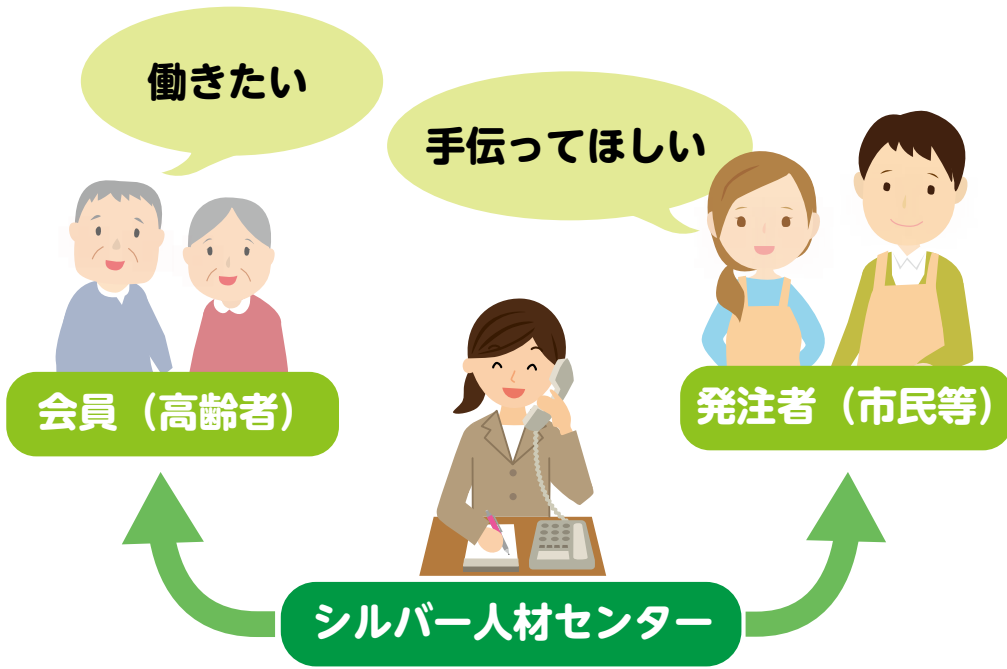 働きたい
手伝ってほしい
会員（高齢者）
発注者（市民等）
シルバー人材センター